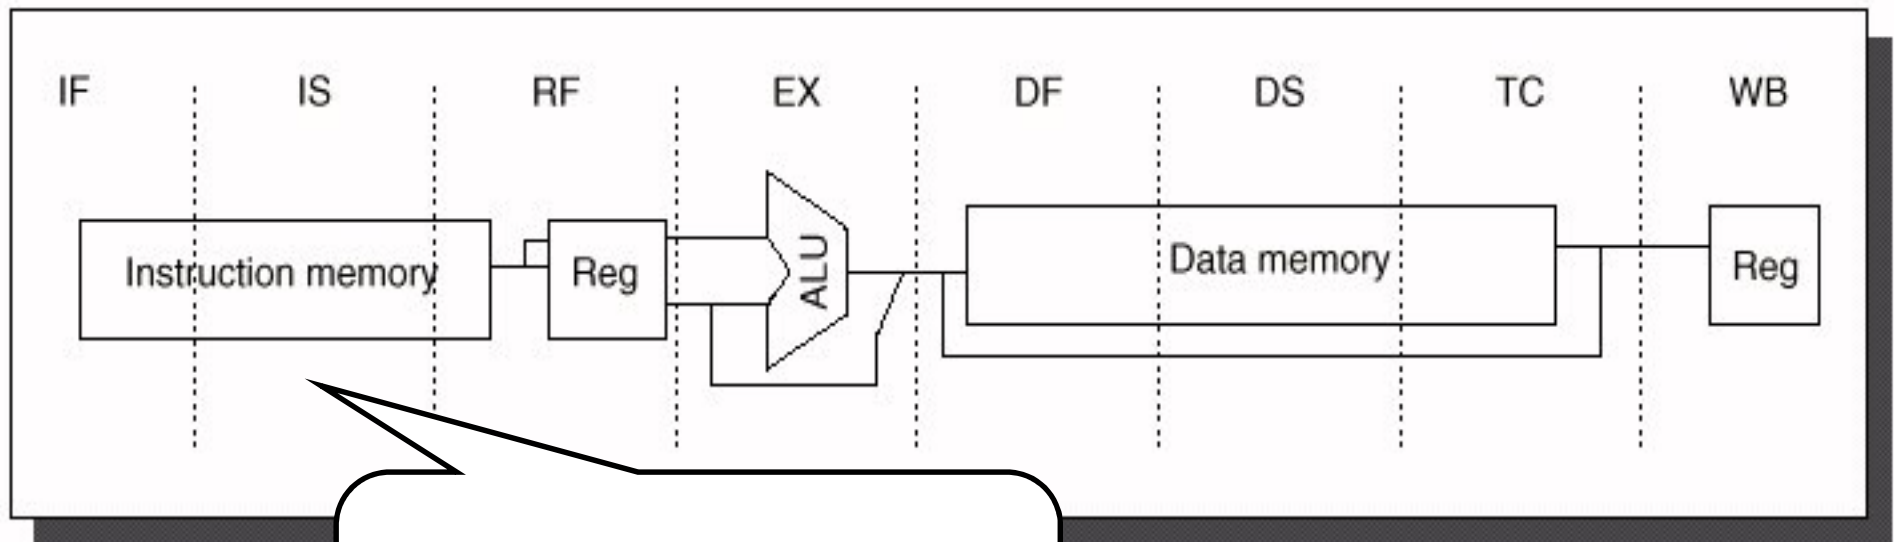 IF IS RF EX DF DS TC WB
Instruction memory Reg ALU Data memory Reg